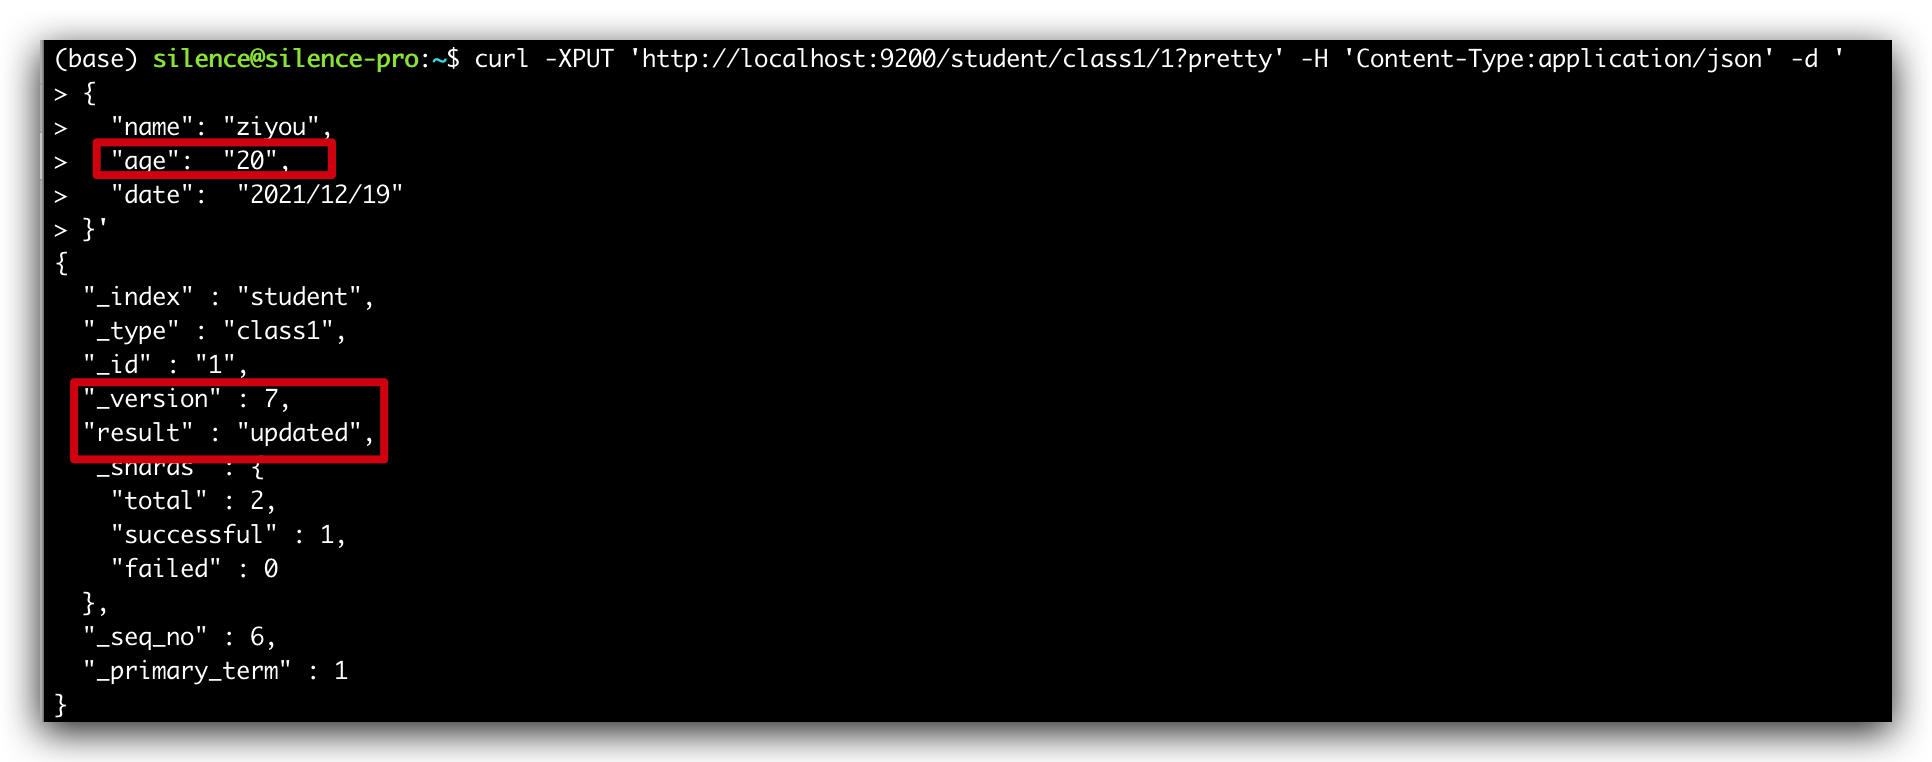 (base) silence@silence-pro:~$ curl -XPUT 'http://localhost:9200/student/class1/1?pretty' -H 'Content-Type:application/json' -d '
> {
>   "name": "ziyou",
>   "age":  "20",
>   "date":  "2021/12/19"
> }'
{
  "_index" : "student",
  "_type" : "class1",
  "_id" : "1",
  "_version" : 7,
  "result" : "updated",
  "_shards" : {
    "total" : 2,
    "successful" : 1,
    "failed" : 0
  },
  "_seq_no" : 6,
  "_primary_term" : 1
}